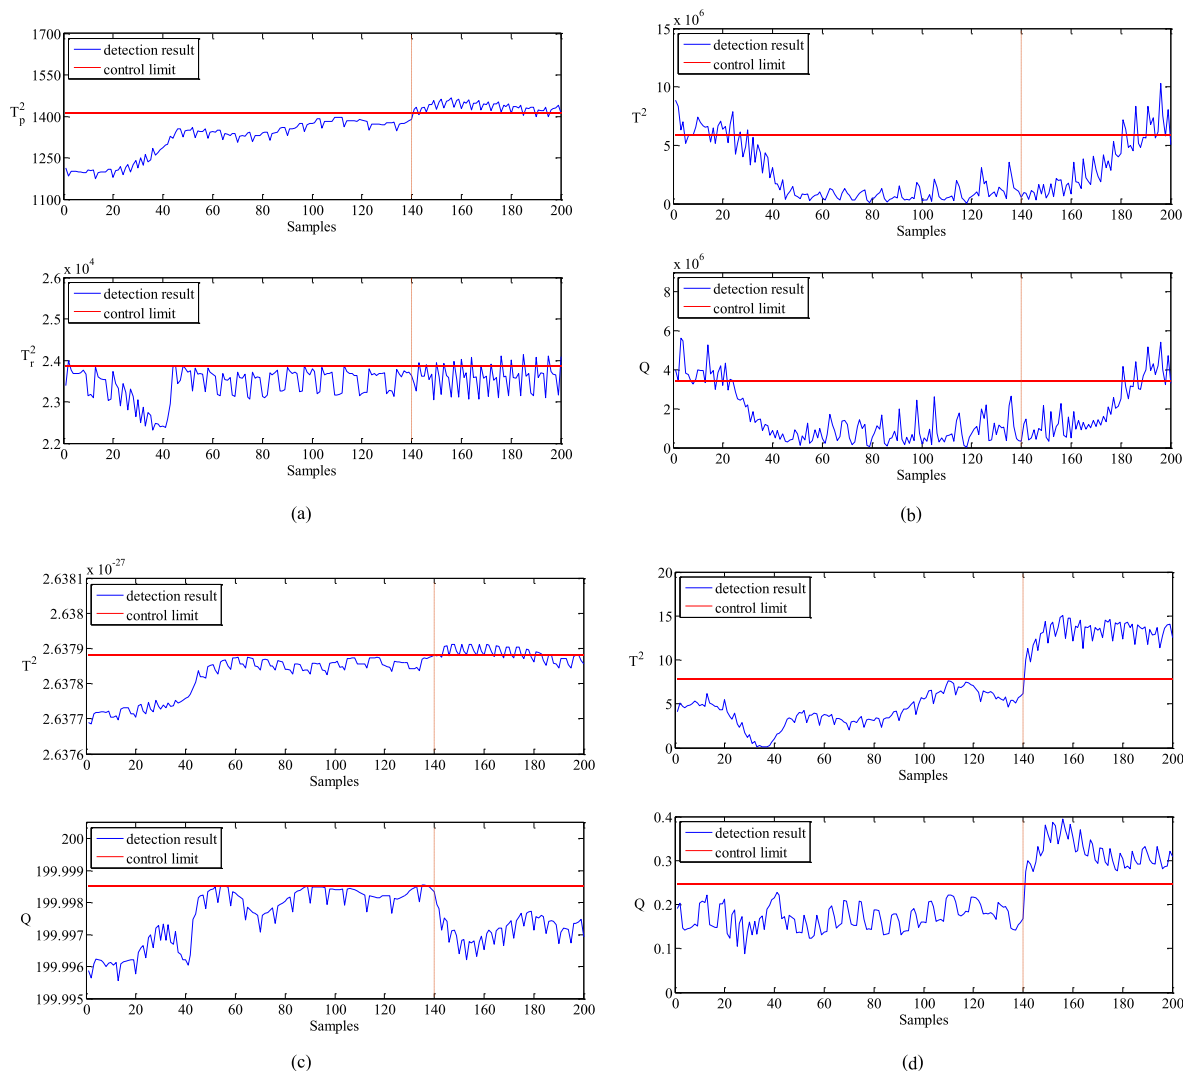 1700
1550
1400
1250
1100
T_p^2
detection result
control limit
0 20 40 60 80 100 120 140 160 180 200
Samples
x 10^4
2.6
2.5
2.4
2.3
2.2
T_r^2
detection result
control limit
0 20 40 60 80 100 120 140 160 180 200
Samples
(a)
x 10^6
15
10
5
0
T^2
detection result
control limit
0 20 40 60 80 100 120 140 160 180 200
Samples
x 10^6
8
6
4
2
0
Q
detection result
control limit
0 20 40 60 80 100 120 140 160 180 200
Samples
(b)
x 10^-27
2.6381
2.638
2.6379
2.6378
2.6377
2.6376
T^2
detection result
control limit
0 20 40 60 80 100 120 140 160 180 200
Samples
200
199.999
199.998
199.997
199.996
199.995
Q
detection result
control limit
0 20 40 60 80 100 120 140 160 180 200
Samples
(c)
20
15
10
5
0
T^2
detection result
control limit
0 20 40 60 80 100 120 140 160 180 200
Samples
0.4
0.3
0.2
0.1
0
Q
detection result
control limit
0 20 40 60 80 100 120 140 160 180 200
Samples
(d)